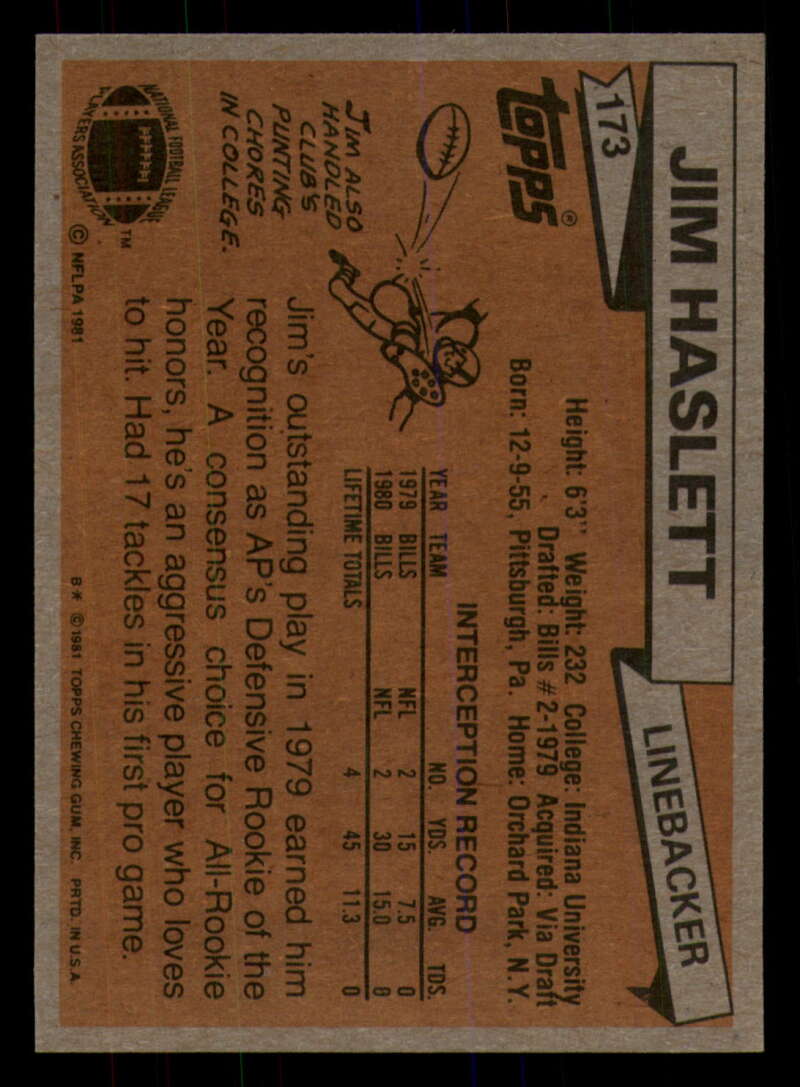 JIM HASLETT
LINEBACKER
173
TOPPS®
Height: 6'3" Weight: 232 College: Indiana University
Drafted: Bills #2-1979 Acquired: Via Draft
Born: 12-9-55, Pittsburgh, Pa. Home: Orchard Park, N.Y.
INTERCEPTION RECORD
YEAR TEAM NO. YDS. AVG. TDS.
1979 BILLS NFL 2 15 7.5 0
1980 BILLS NFL 2 30 15.0 0
LIFETIME TOTALS 4 45 11.3 0
JIM ALSO
HANDLED
CLUB'S
PUNTING
CHORES
IN COLLEGE.
Jim's outstanding play in 1979 earned him
recognition as AP's Defensive Rookie of the
Year. A consensus choice for All-Rookie
honors, he's an aggressive player who loves
to hit. Had 17 tackles in his first pro game.
NATIONAL FOOTBALL LEAGUE
PLAYERS ASSOCIATION
TM
© NFLPA 1981
B* © 1981 TOPPS CHEWING GUM, INC. PRTD. IN U.S.A.